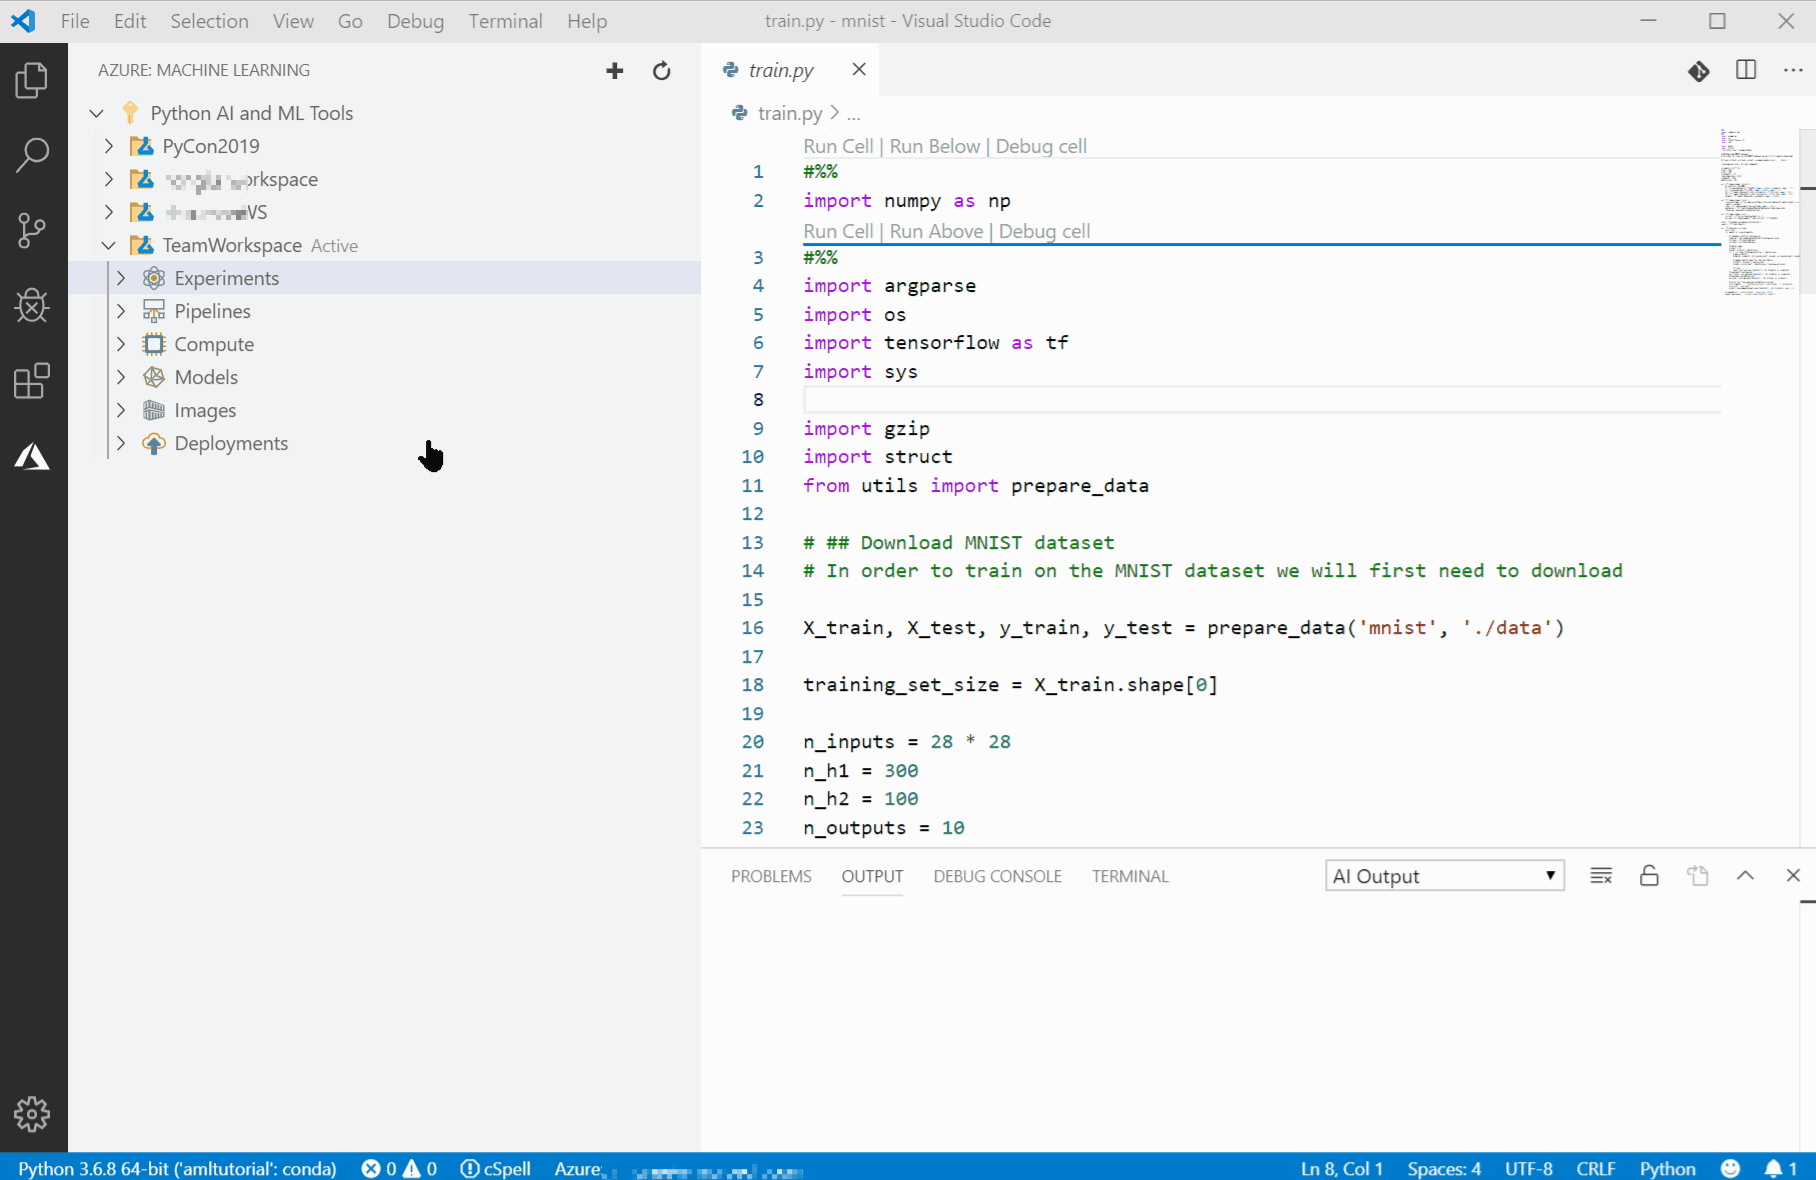 File Edit Selection View Go Debug Terminal Help train.py - mnist - Visual Studio Code
AZURE: MACHINE LEARNING
Python AI and ML Tools
PyCon2019
TeamWorkspace Active
Experiments
Pipelines
Compute
Models
Images
Deployments
train.py
train.py > ...
Run Cell | Run Below | Debug cell
1 #%%
2 import numpy as np
Run Cell | Run Above | Debug cell
3 #%%
4 import argparse
5 import os
6 import tensorflow as tf
7 import sys
8
9 import gzip
10 import struct
11 from utils import prepare_data
12
13 # ## Download MNIST dataset
14 # In order to train on the MNIST dataset we will first need to download
15
16 X_train, X_test, y_train, y_test = prepare_data('mnist', './data')
17
18 training_set_size = X_train.shape[0]
19
20 n_inputs = 28 * 28
21 n_h1 = 300
22 n_h2 = 100
23 n_outputs = 10
PROBLEMS OUTPUT DEBUG CONSOLE TERMINAL AI Output
Python 3.6.8 64-bit ('amltutorial': conda) 0 0 cSpell Azure: Ln 8, Col 1 Spaces: 4 UTF-8 CRLF Python 1